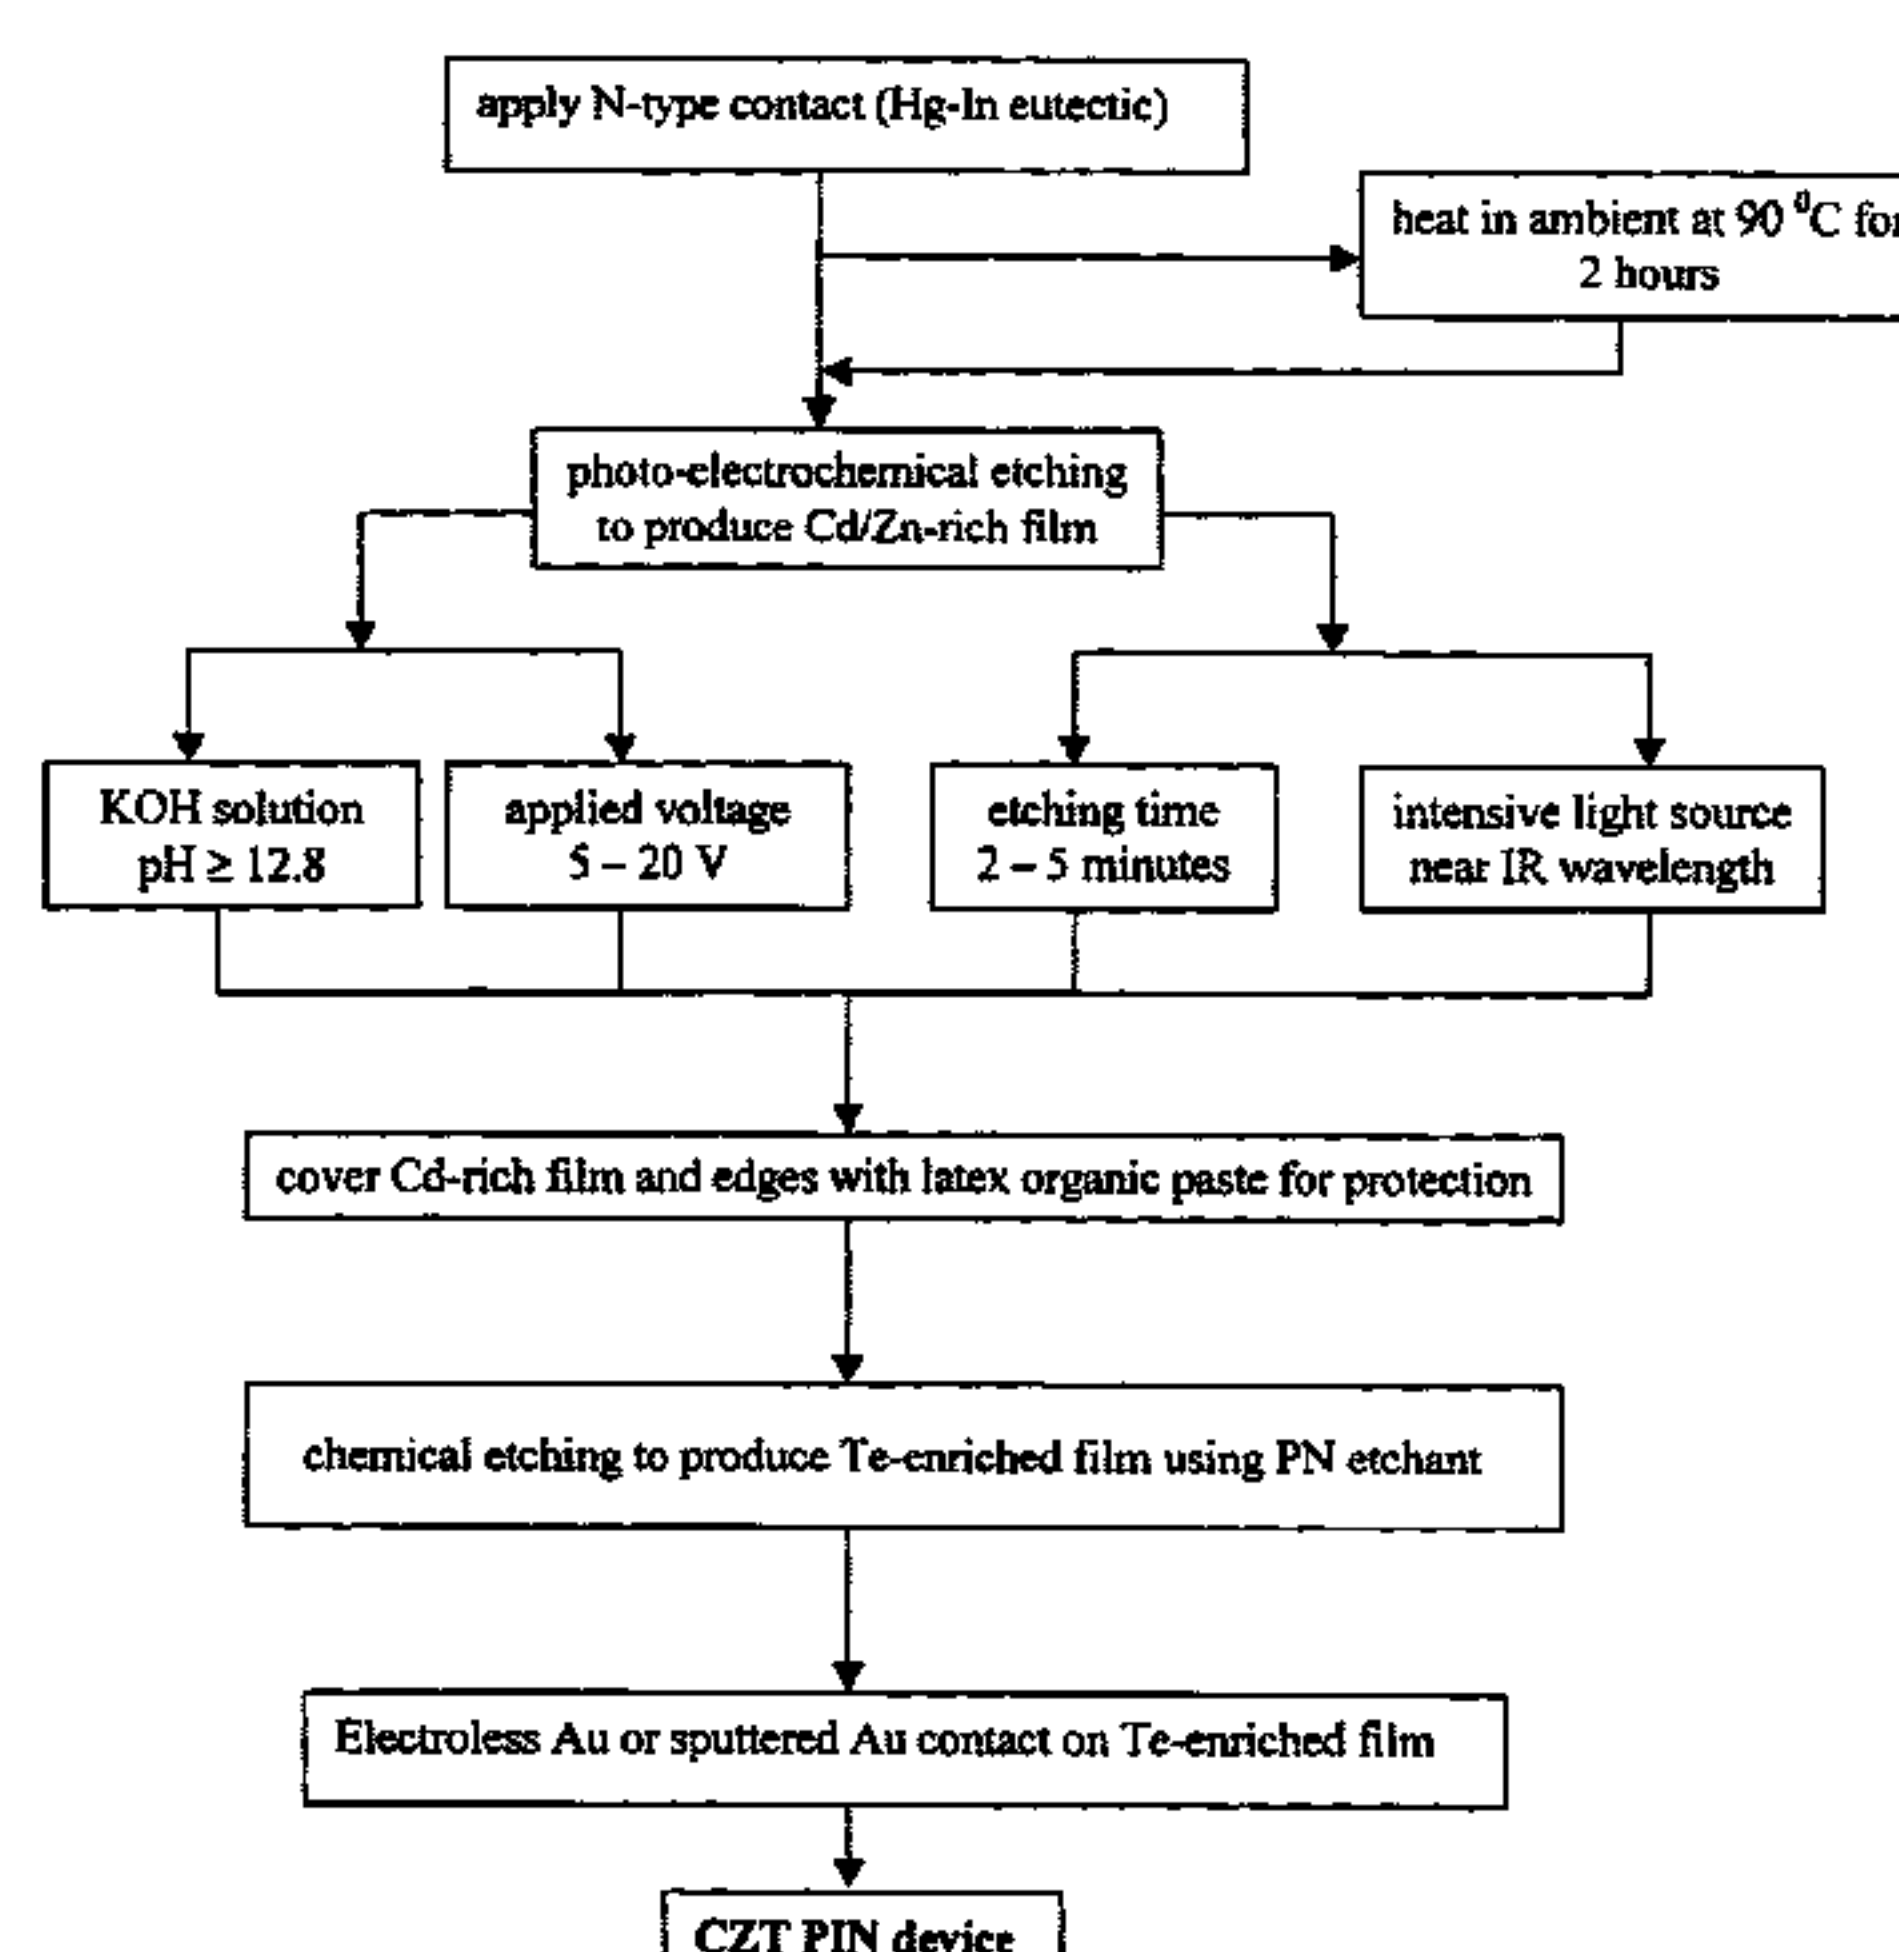 apply N-type contact (Hg-In eutectic)
heat in ambient at 90 ⁰C for
2 hours
photo-electrochemical etching
to produce Cd/Zn-rich film
KOH solution
pH ≥ 12.8
applied voltage
5 – 20 V
etching time
2 – 5 minutes
intensive light source
near IR wavelength
cover Cd-rich film and edges with latex organic paste for protection
chemical etching to produce Te-enriched film using PN etchant
Electroless Au or sputtered Au contact on Te-enriched film
CZT PIN device